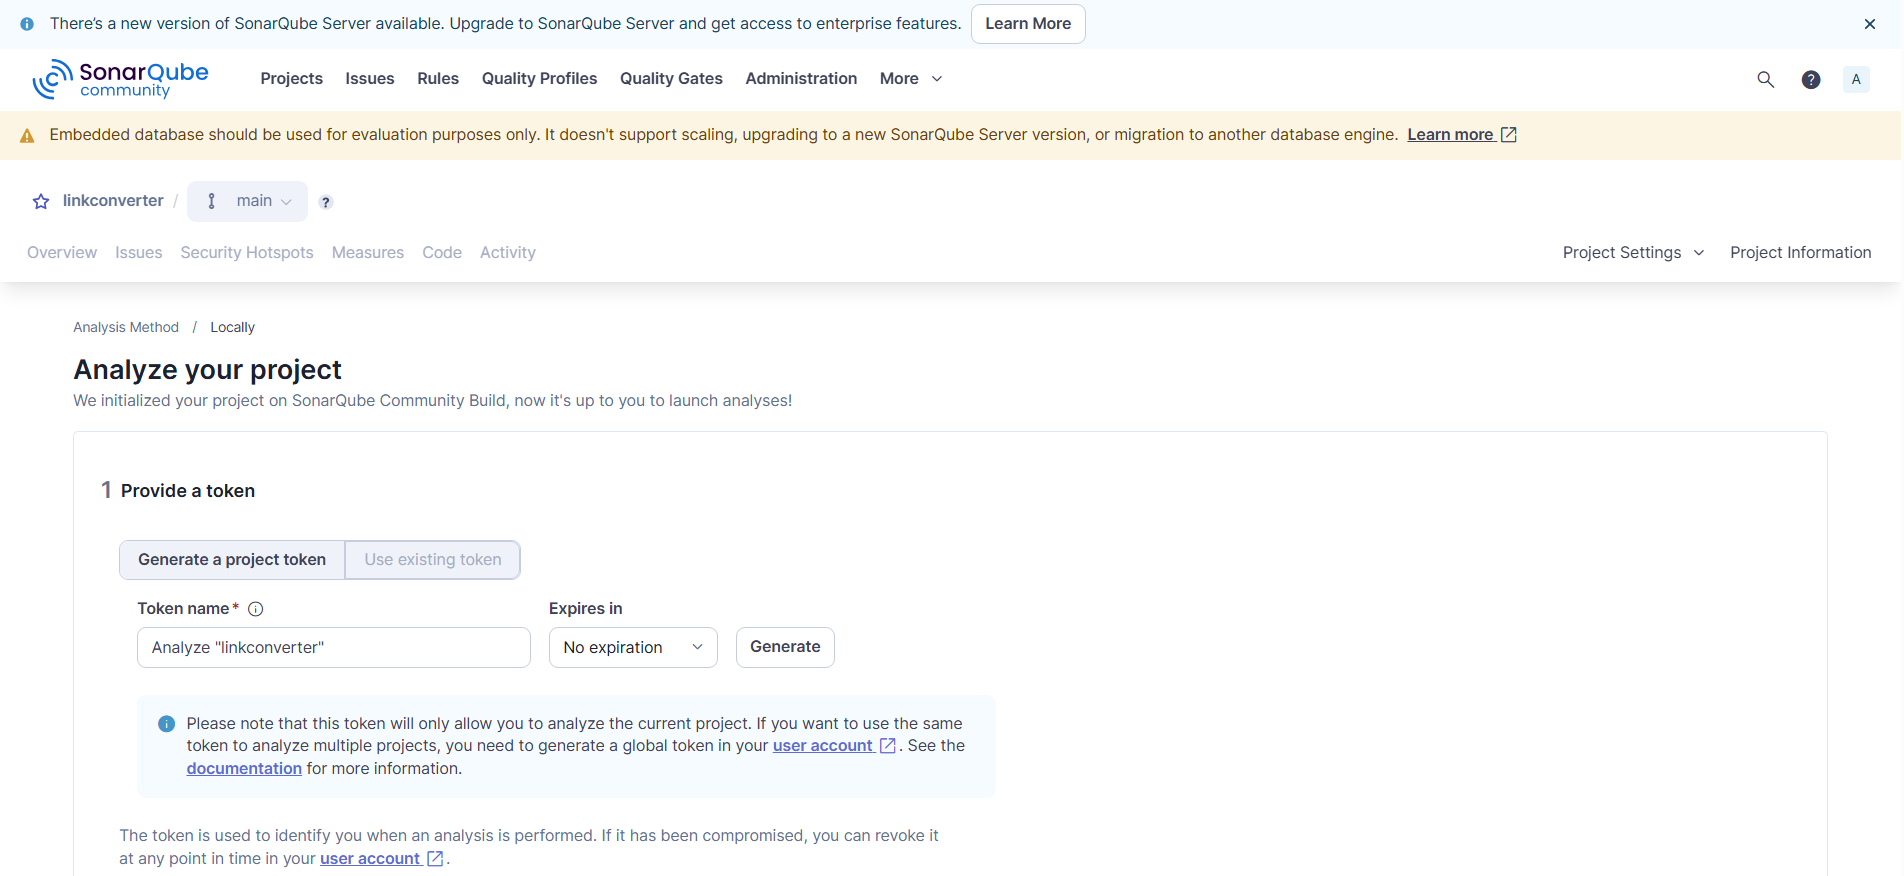 There's a new version of SonarQube Server available. Upgrade to SonarQube Server and get access to enterprise features. Learn More
SonarQube community Projects Issues Rules Quality Profiles Quality Gates Administration More ? A
Embedded database should be used for evaluation purposes only. It doesn't support scaling, upgrading to a new SonarQube Server version, or migration to another database engine. Learn more
linkconverter / main ?
Overview Issues Security Hotspots Measures Code Activity Project Settings Project Information
Analysis Method / Locally
Analyze your project
We initialized your project on SonarQube Community Build, now it's up to you to launch analyses!
1 Provide a token
Generate a project token Use existing token
Token name* Expires in
Analyze "linkconverter" No expiration Generate
Please note that this token will only allow you to analyze the current project. If you want to use the same
token to analyze multiple projects, you need to generate a global token in your user account . See the
documentation for more information.
The token is used to identify you when an analysis is performed. If it has been compromised, you can revoke it
at any point in time in your user account .